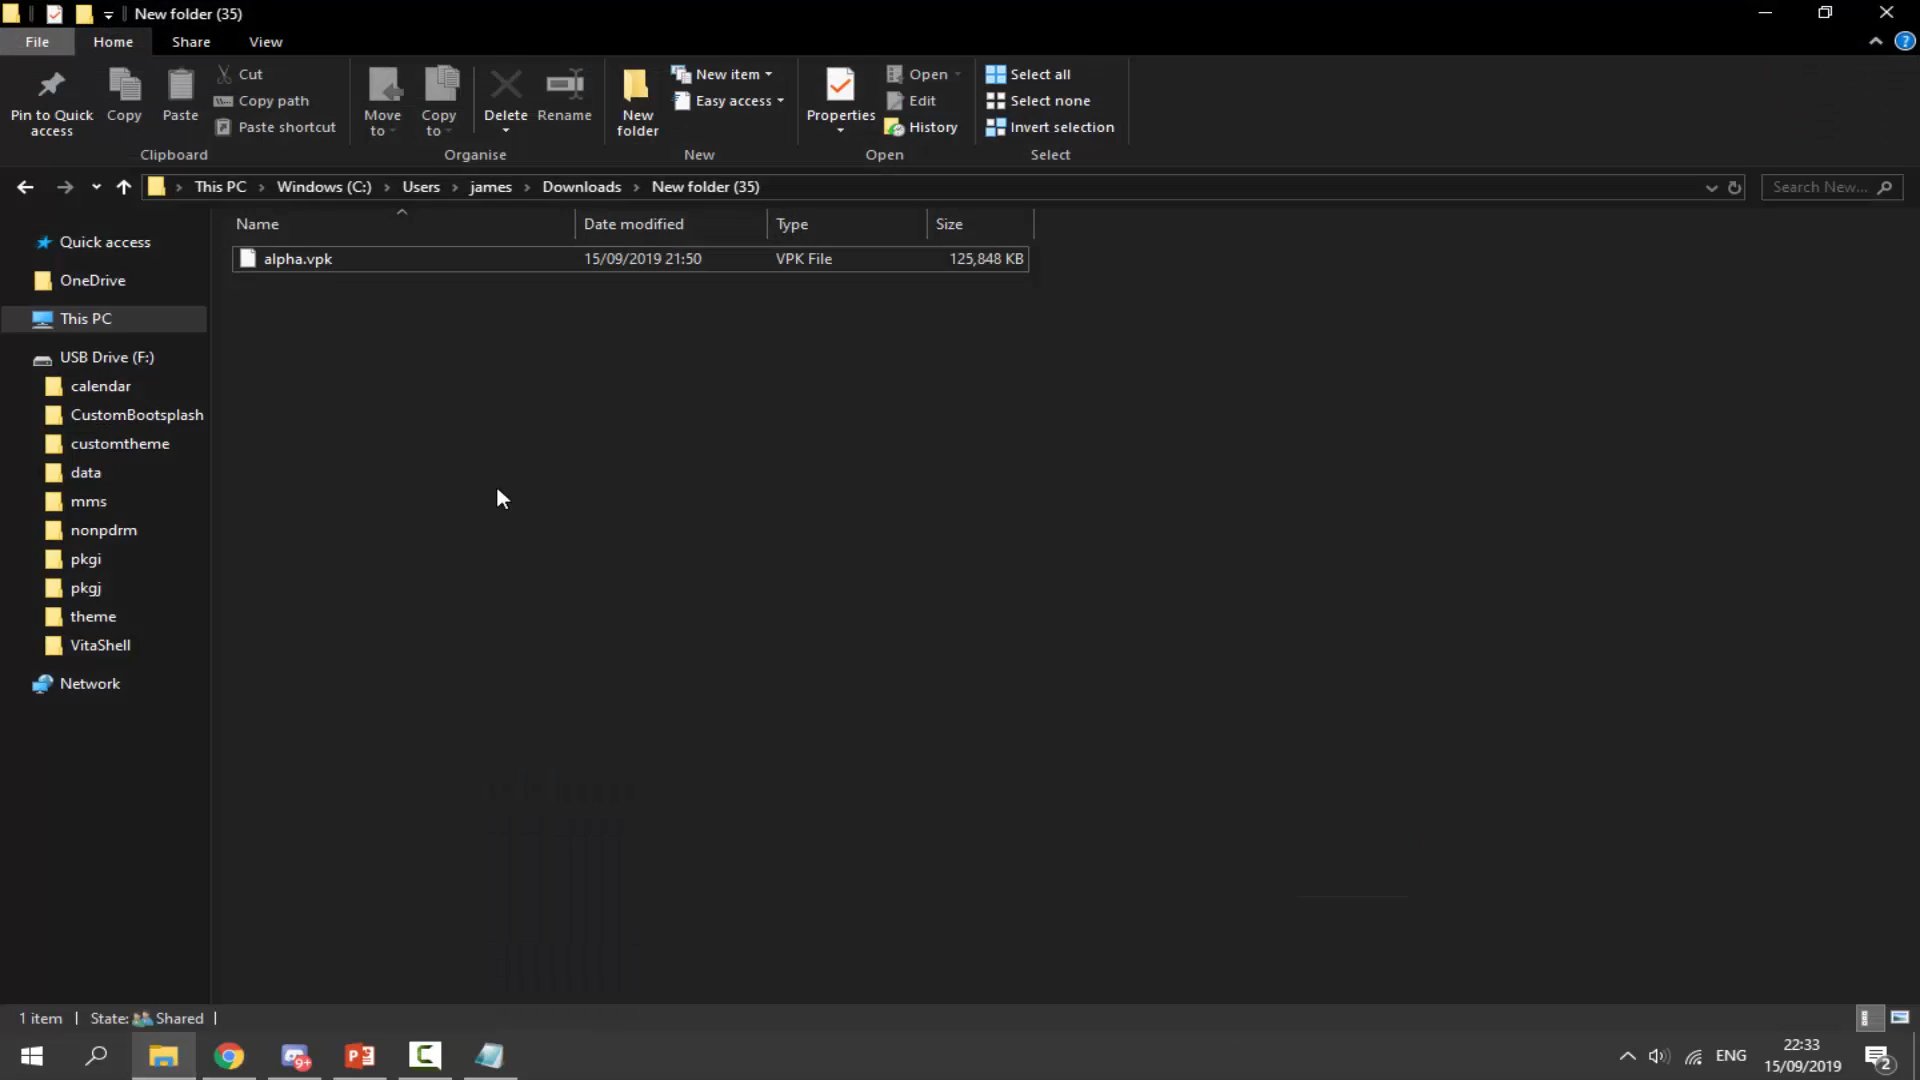 New folder (35)
File Home Share View
Pin to Quick access
Copy
Paste
Cut
Copy path
Paste shortcut
Clipboard
Move to
Copy to
Delete
Rename
Organise
New folder
New item
Easy access
New
Properties
Open
Edit
History
Open
Select all
Select none
Invert selection
Select
This PC > Windows (C:) > Users > james > Downloads > New folder (35)
Search New...
Name Date modified Type Size
alpha.vpk 15/09/2019 21:50 VPK File 125,848 KB
Quick access
OneDrive
This PC
USB Drive (F:)
calendar
CustomBootsplash
customtheme
data
mms
nonpdrm
pkgi
pkgj
theme
VitaShell
Network
1 item | State: Shared |
9+
P
C
ENG
22:33
15/09/2019
2